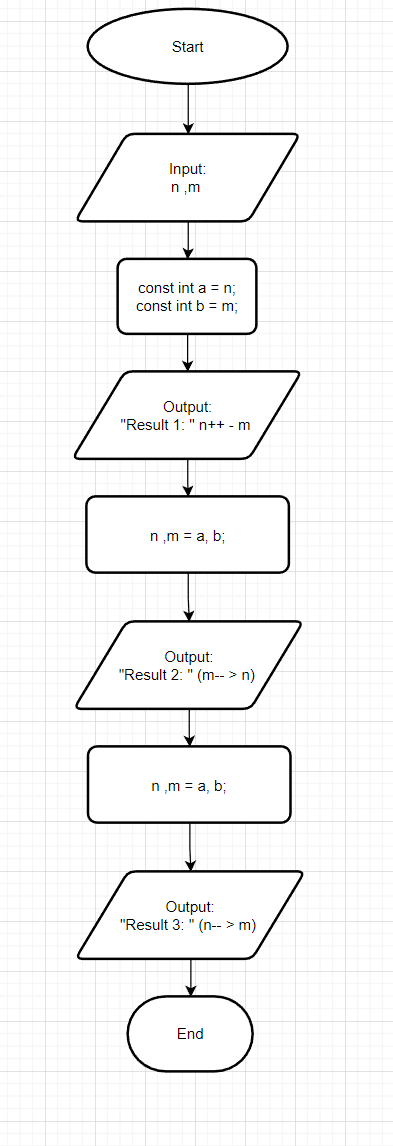 Start
Input:
n ,m
const int a = n;
const int b = m;
Output:
"Result 1: " n++ - m
n ,m = a, b;
Output:
"Result 2: " (m-- > n)
n ,m = a, b;
Output:
"Result 3: " (n-- > m)
End